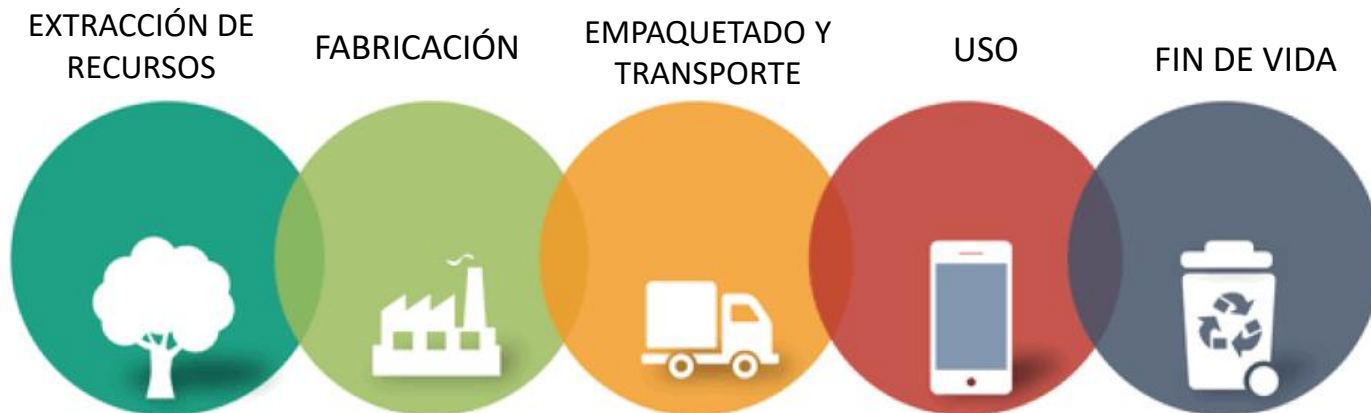 EXTRACCIÓN DE
RECURSOS
FABRICACIÓN
EMPAQUETADO Y
TRANSPORTE
USO
FIN DE VIDA